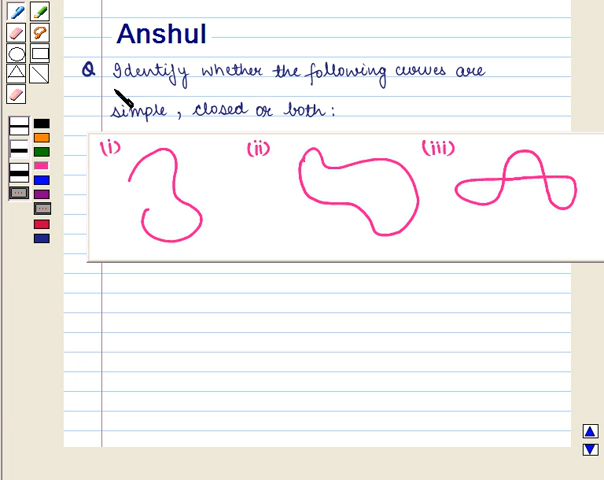 Anshul
Q Identify whether the following curves are
simple, closed or both:
(i) (ii) (iii)